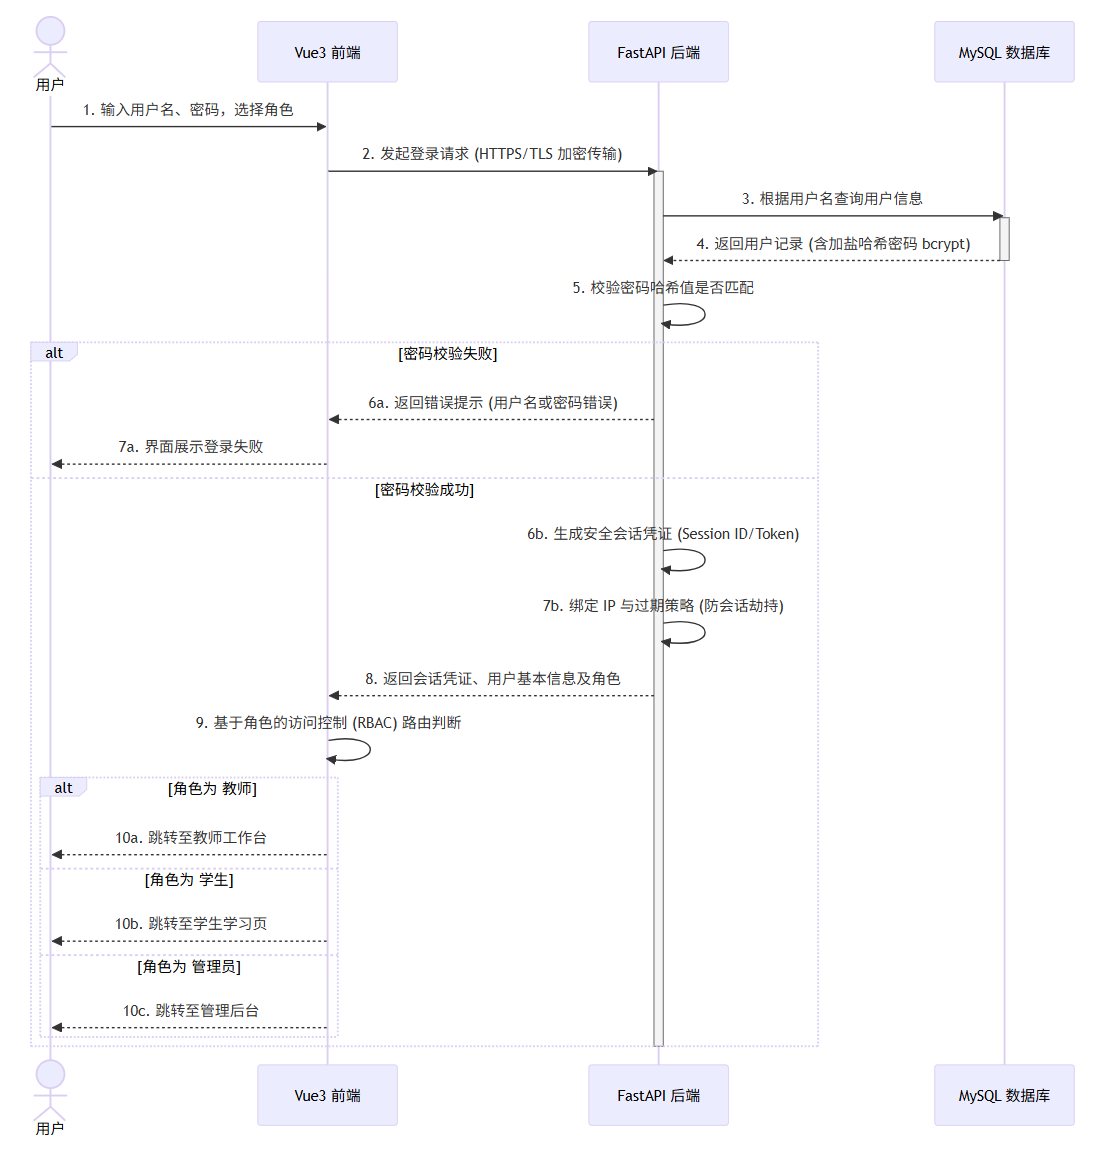 用户
Vue3 前端
FastAPI 后端
MySQL 数据库
1. 输入用户名、密码，选择角色
2. 发起登录请求 (HTTPS/TLS 加密传输)
3. 根据用户名查询用户信息
4. 返回用户记录 (含加盐哈希密码 bcrypt)
5. 校验密码哈希值是否匹配
alt
[密码校验失败]
6a. 返回错误提示 (用户名或密码错误)
7a. 界面展示登录失败
[密码校验成功]
6b. 生成安全会话凭证 (Session ID/Token)
7b. 绑定 IP 与过期策略 (防会话劫持)
8. 返回会话凭证、用户基本信息及角色
9. 基于角色的访问控制 (RBAC) 路由判断
alt
[角色为 教师]
10a. 跳转至教师工作台
[角色为 学生]
10b. 跳转至学生学习页
[角色为 管理员]
10c. 跳转至管理后台
用户
Vue3 前端
FastAPI 后端
MySQL 数据库